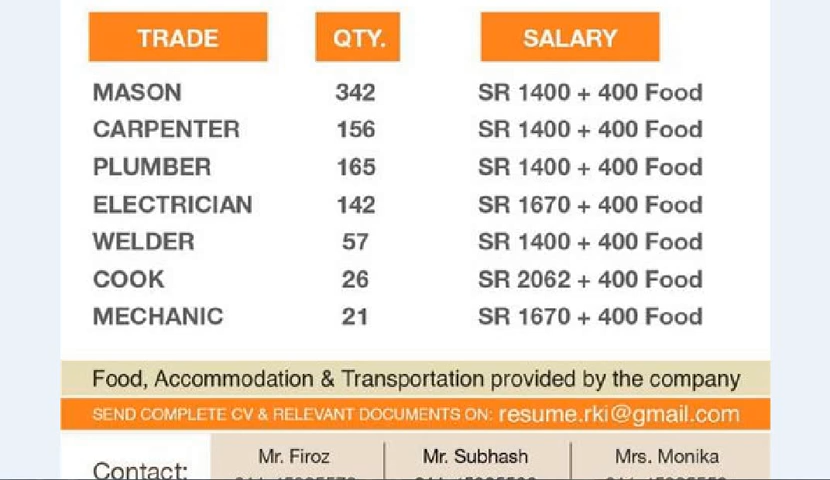 TRADE QTY. SALARY
MASON 342 SR 1400 + 400 Food
CARPENTER 156 SR 1400 + 400 Food
PLUMBER 165 SR 1400 + 400 Food
ELECTRICIAN 142 SR 1670 + 400 Food
WELDER 57 SR 1400 + 400 Food
COOK 26 SR 2062 + 400 Food
MECHANIC 21 SR 1670 + 400 Food
Food, Accommodation & Transportation provided by the company
SEND COMPLETE CV & RELEVANT DOCUMENTS ON: resume.rki@gmail.com
Contact: Mr. Firoz Mr. Subhash Mrs. Monika